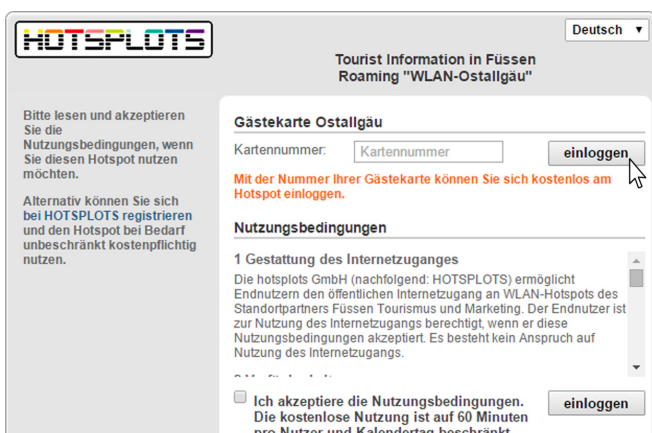 HOTSPLOTS
Deutsch
Tourist Information in Füssen
Roaming "WLAN-Ostallgäu"
Bitte lesen und akzeptieren
Sie die
Nutzungsbedingungen, wenn
Sie diesen Hotspot nutzen
möchten.
Alternativ können Sie sich
bei HOTSPLOTS registrieren
und den Hotspot bei Bedarf
unbeschränkt kostenpflichtig
nutzen.
Gästekarte Ostallgäu
Kartennummer: Kartennummer einloggen
Mit der Nummer Ihrer Gästekarte können Sie sich kostenlos am
Hotspot einloggen.
Nutzungsbedingungen
1 Gestattung des Internetzuganges
Die hotsplots GmbH (nachfolgend: HOTSPLOTS) ermöglicht
Endnutzern den öffentlichen Internetzugang an WLAN-Hotspots des
Standortpartners Füssen Tourismus und Marketing. Der Endnutzer ist
zur Nutzung des Internetzugangs berechtigt, wenn er diese
Nutzungsbedingungen akzeptiert. Es besteht kein Anspruch auf
Nutzung des Internetzugangs.
Ich akzeptiere die Nutzungsbedingungen. einloggen
Die kostenlose Nutzung ist auf 60 Minuten
pro Nutzer und Kalendertag beschränkt